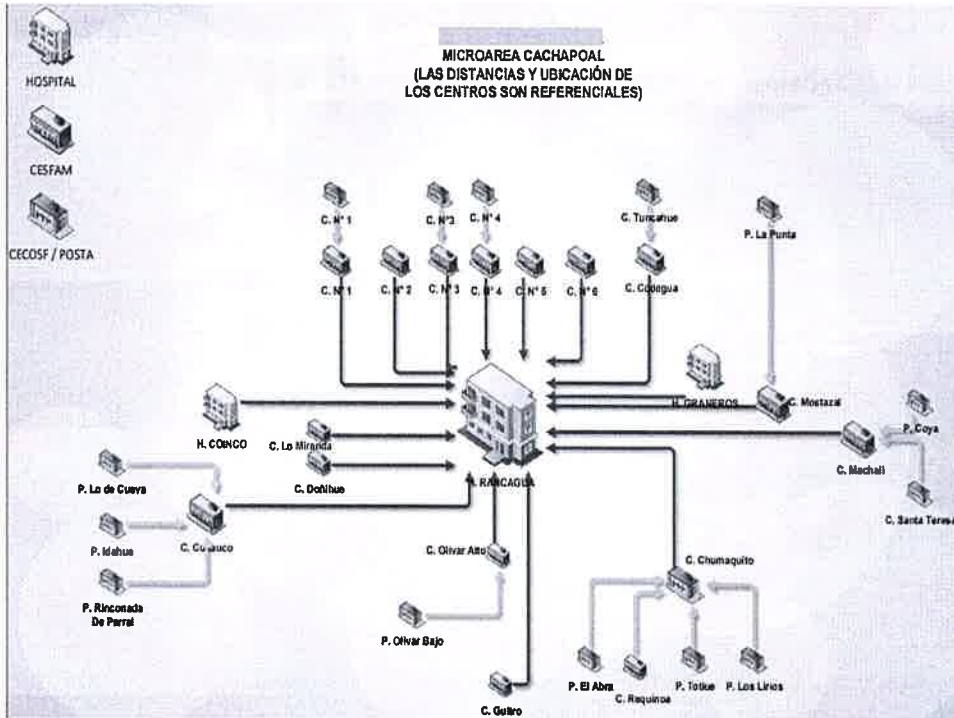 MICROAREA CACHAPOAL
(LAS DISTANCIAS Y UBICACIÓN DE
LOS CENTROS SON REFERENCIALES)
HOSPITAL
CESFAM
CECOSF / POSTA
C. N° 1
C. N°3
C. N° 4
C. Tuncahue
P. La Punta
C. N° 1
C. N° 2
C. N° 3
C. N° 4
C. N° 5
C. N° 6
C. Codegua
H. GRANEROS
C. Mostazal
P. Coya
H. COINCO
C. Lo Miranda
C. Machalí
RANCAGUA
P. Lo de Cueva
C. Doñihue
C. Santa Teresa
P. Idahue
C. Coltauco
C. Olivar Alto
C. Chumaquito
P. Rinconada
De Parral
P. Olivar Bajo
P. El Abra
C. Requinoa
P. Totihue
P. Los Lirios
C. Gultro